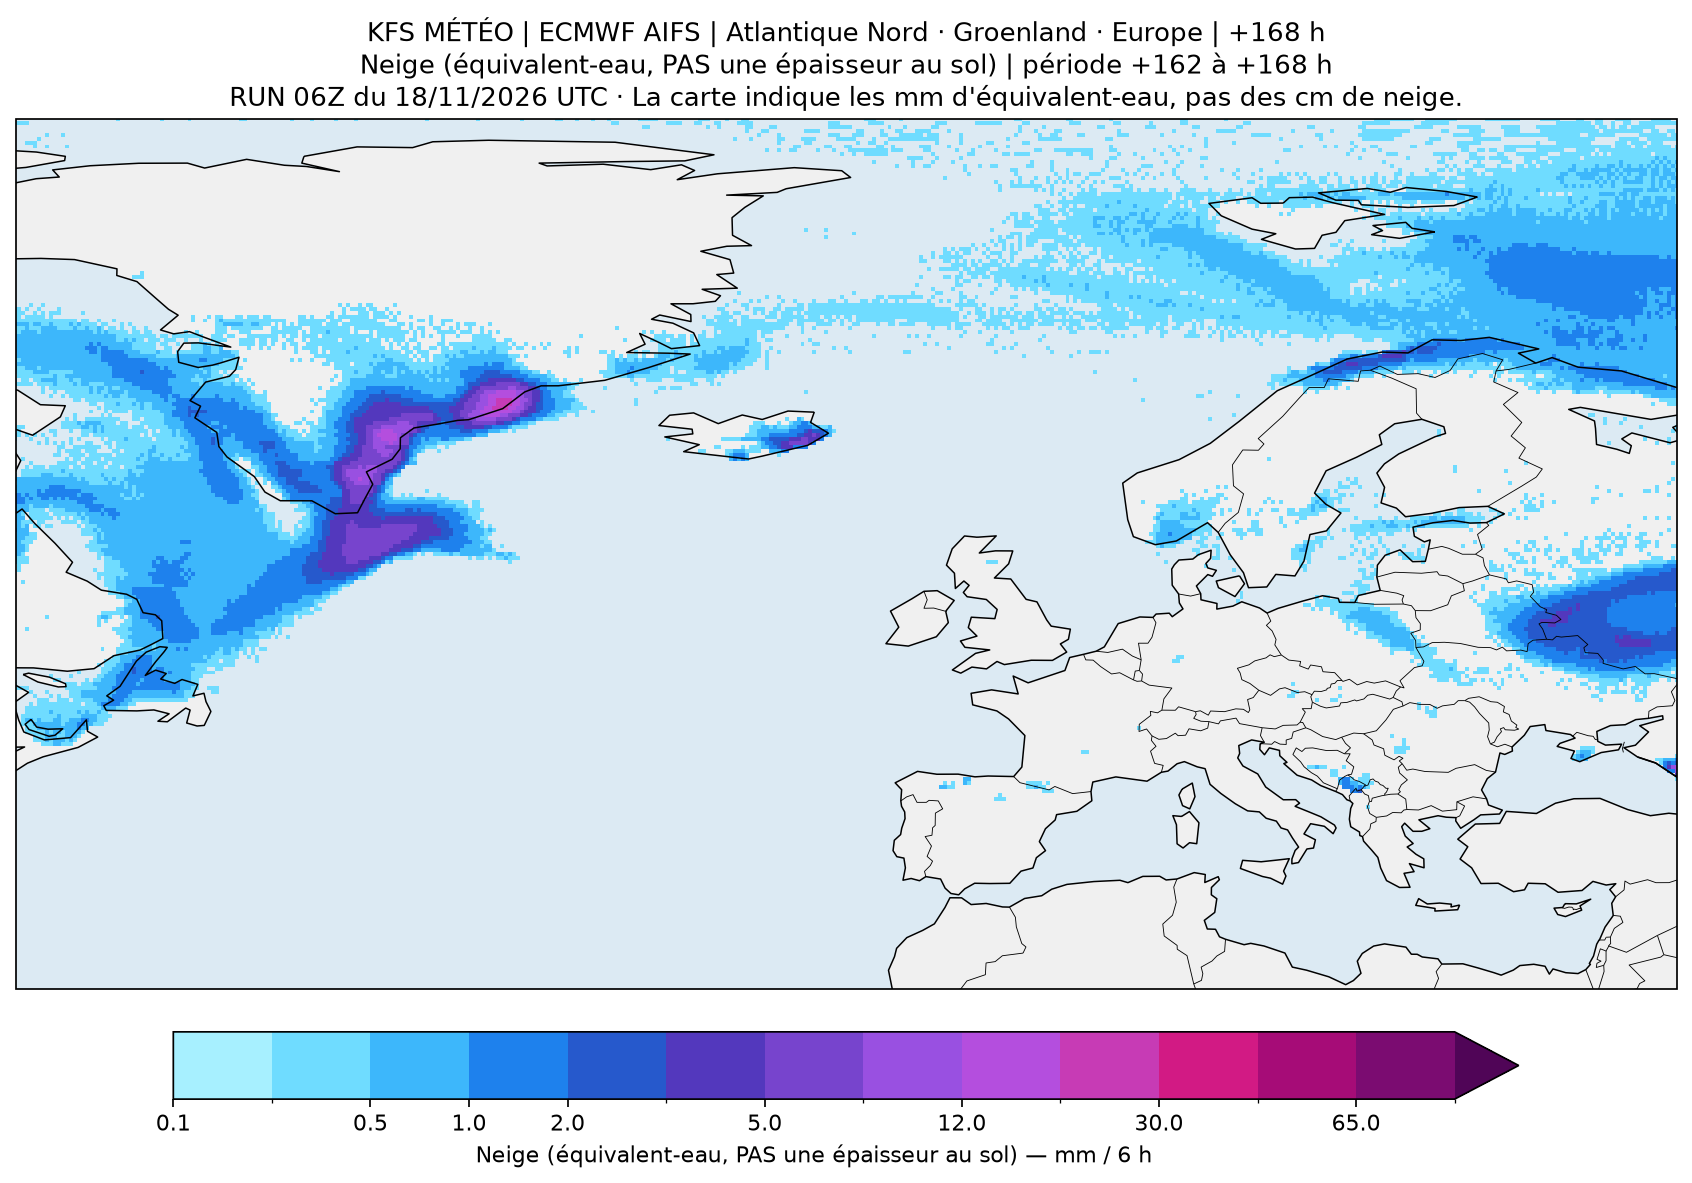 KFS MÉTÉO | ECMWF AIFS | Atlantique Nord · Groenland · Europe | +168 h
Neige (équivalent-eau, PAS une épaisseur au sol) | période +162 à +168 h
RUN 06Z du 18/11/2026 UTC · La carte indique les mm d'équivalent-eau, pas des cm de neige.
0.1 0.5 1.0 2.0 5.0 12.0 30.0 65.0
Neige (équivalent-eau, PAS une épaisseur au sol) — mm / 6 h